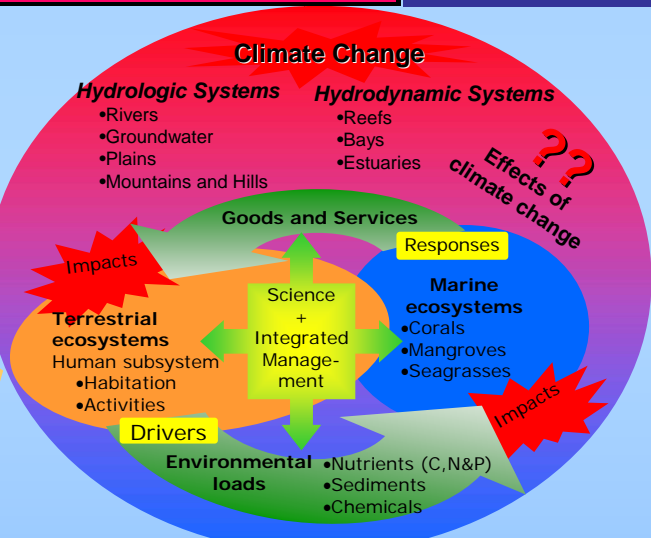 Climate Change
Hydrologic Systems
•Rivers
•Groundwater
•Plains
•Mountains and Hills
Hydrodynamic Systems
•Reefs
•Bays
•Estuaries
??
Effects of
climate change
Goods and Services
Responses
Impacts
Science
+
Integrated
Manage-
ment
Terrestrial
ecosystems
Human subsystem
•Habitation
•Activities
Marine
ecosystems
•Corals
•Mangroves
•Seagrasses
Impacts
Drivers
Environmental
loads
•Nutrients (C,N&P)
•Sediments
•Chemicals